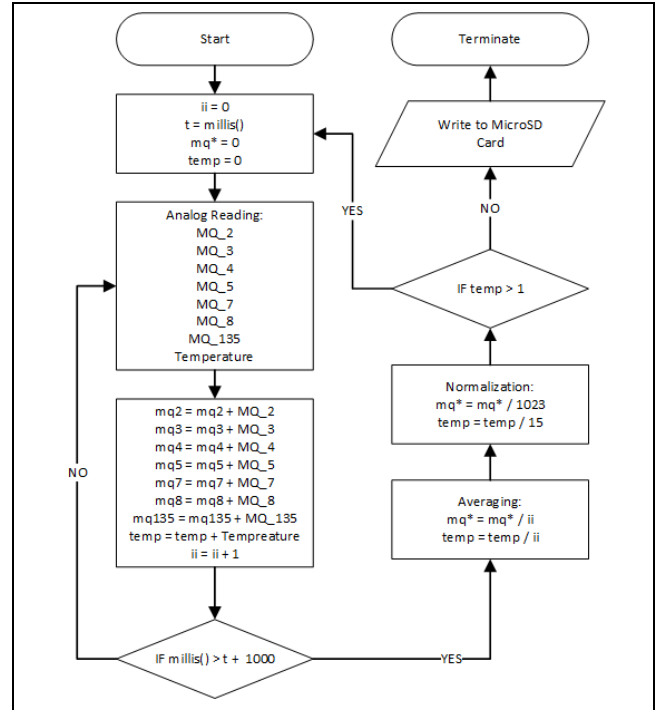 Start
ii = 0
t = millis()
mq* = 0
temp = 0
Analog Reading:
MQ_2
MQ_3
MQ_4
MQ_5
MQ_7
MQ_8
MQ_135
Temperature
mq2 = mq2 + MQ_2
mq3 = mq3 + MQ_3
mq4 = mq4 + MQ_4
mq5 = mq5 + MQ_5
mq7 = mq7 + MQ_7
mq8 = mq8 + MQ_8
mq135 = mq135 + MQ_135
temp = temp + Tempreature
ii = ii + 1
NO
IF millis() > t + 1000
YES
Averaging:
mq* = mq* / ii
temp = temp / ii
Normalization:
mq* = mq* / 1023
temp = temp / 15
IF temp > 1
YES
NO
Write to MicroSD
Card
Terminate